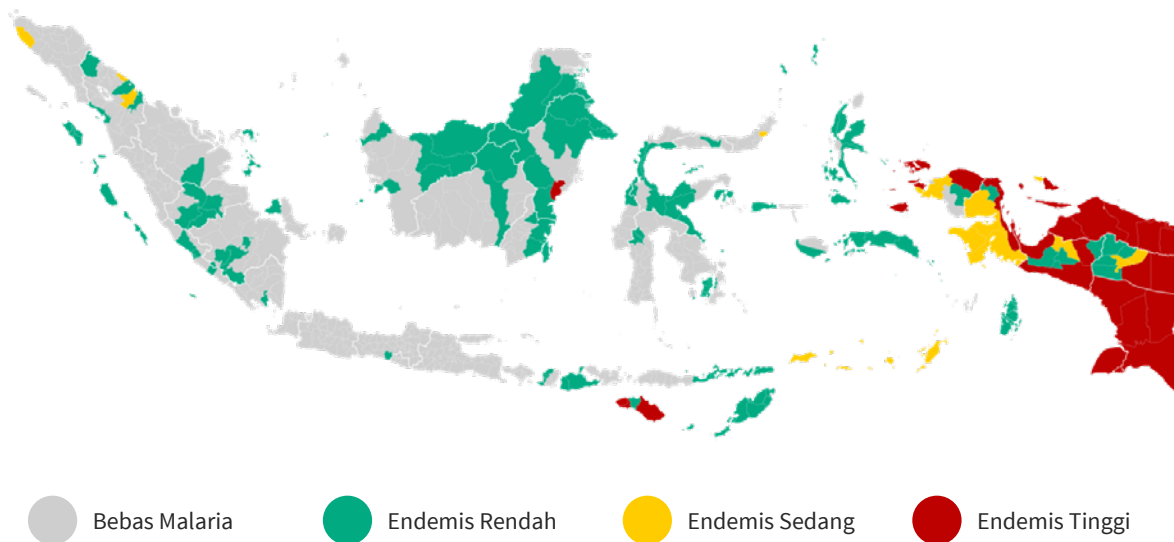 Bebas Malaria
Endemis Rendah
Endemis Sedang
Endemis Tinggi